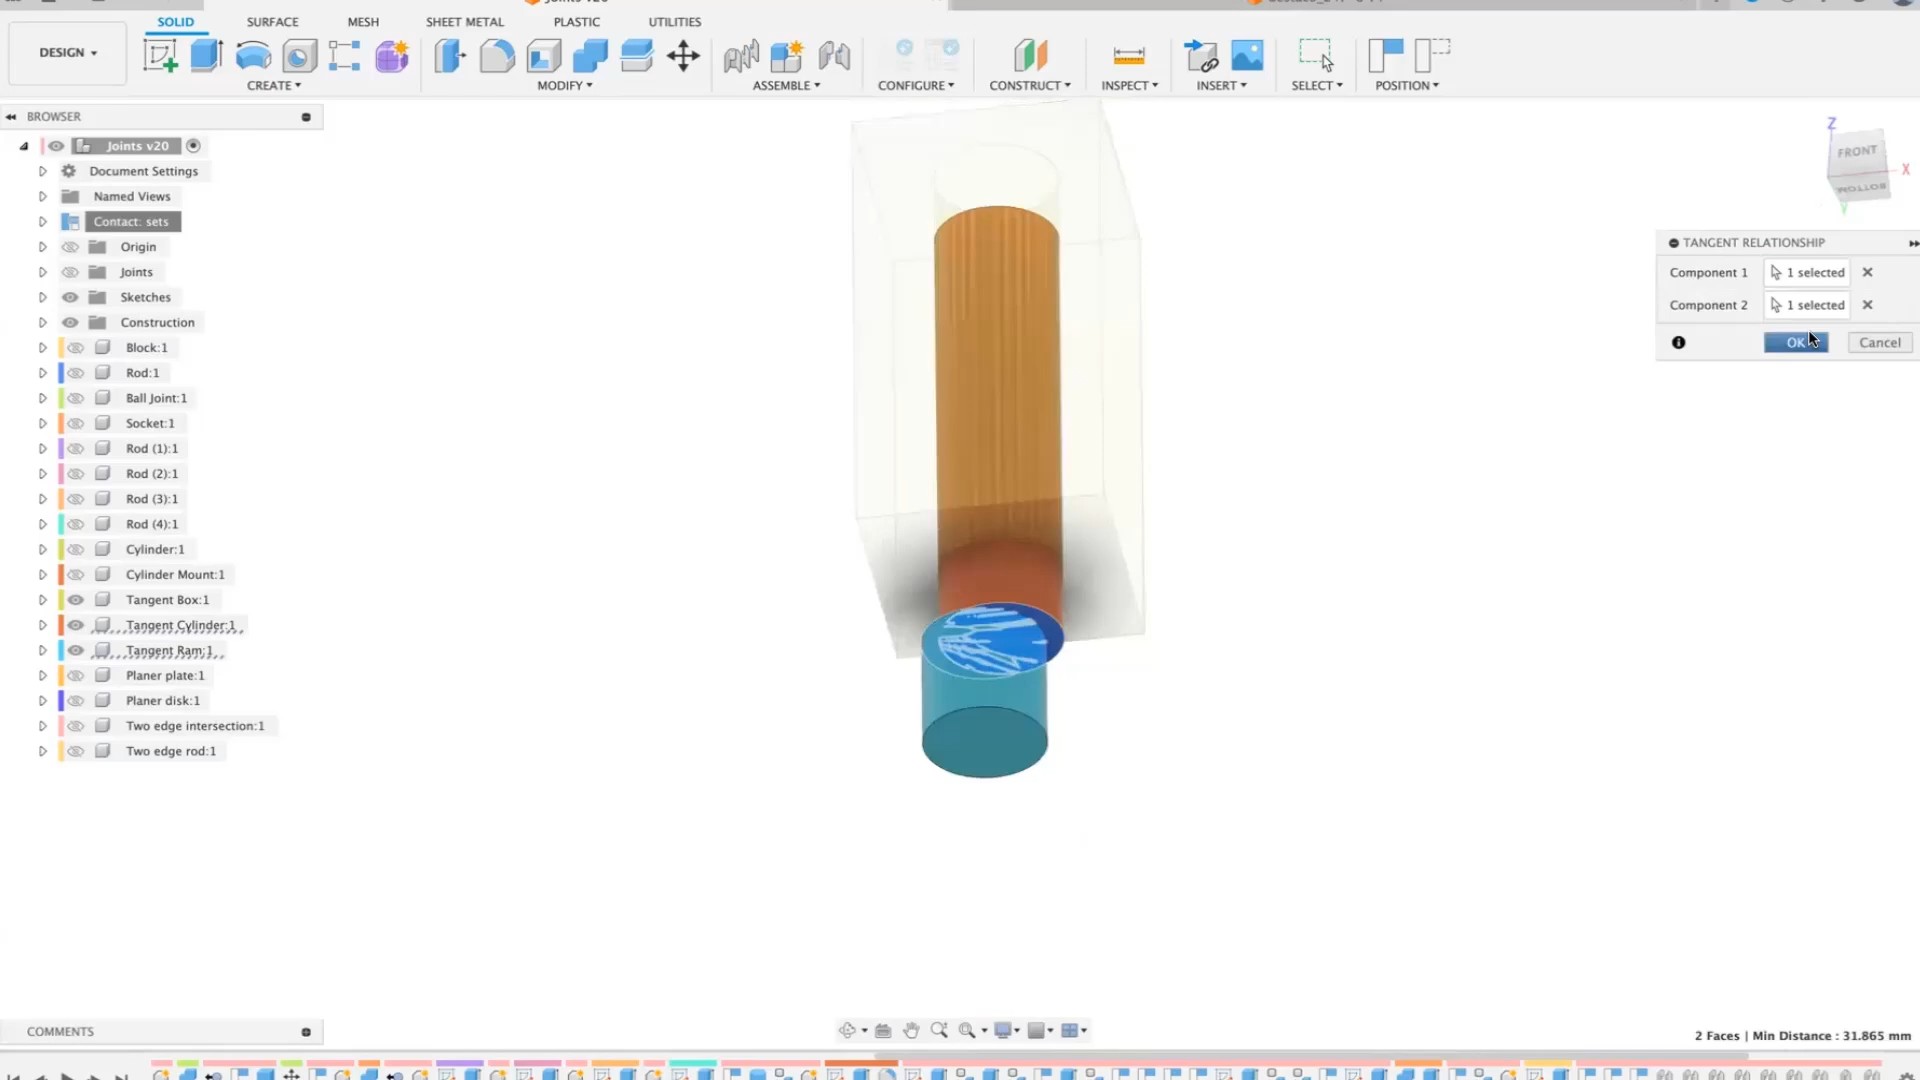 Joints v20
SOLID
SURFACE
MESH
SHEET METAL
PLASTIC
UTILITIES
DESIGN
CREATE
MODIFY
ASSEMBLE
CONFIGURE
CONSTRUCT
INSPECT
INSERT
SELECT
POSITION
BROWSER
Joints v20
Document Settings
Named Views
Contact: sets
Origin
Joints
Sketches
Construction
Block:1
Rod:1
Ball Joint:1
Socket:1
Rod (1):1
Rod (2):1
Rod (3):1
Rod (4):1
Cylinder:1
Cylinder Mount:1
Tangent Box:1
Tangent Cylinder:1
Tangent Ram:1
Planer plate:1
Planer disk:1
Two edge intersection:1
Two edge rod:1
Z
FRONT
X
BOTTOM
Y
TANGENT RELATIONSHIP
Component 1
1 selected
Component 2
1 selected
OK
Cancel
COMMENTS
2 Faces | Min Distance : 31.865 mm